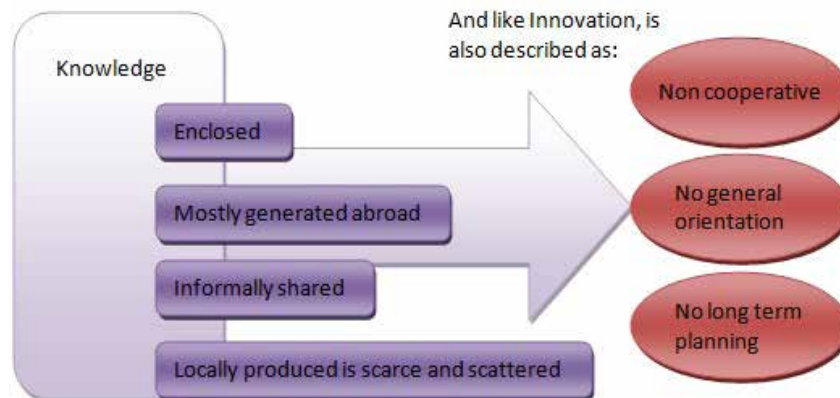 And like Innovation, is
also described as:
Knowledge
Enclosed
Mostly generated abroad
Informally shared
Locally produced is scarce and scattered
Non cooperative
No general
orientation
No long term
planning